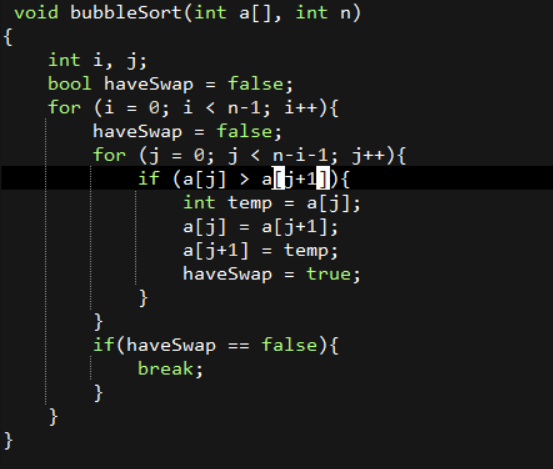 void bubbleSort(int a[], int n)
{
    int i, j;
    bool haveSwap = false;
    for (i = 0; i < n-1; i++){
        haveSwap = false;
        for (j = 0; j < n-i-1; j++){
            if (a[j] > a[j+1]){
                int temp = a[j];
                a[j] = a[j+1];
                a[j+1] = temp;
                haveSwap = true;
            }
        }
        if(haveSwap == false){
            break;
        }
    }
}